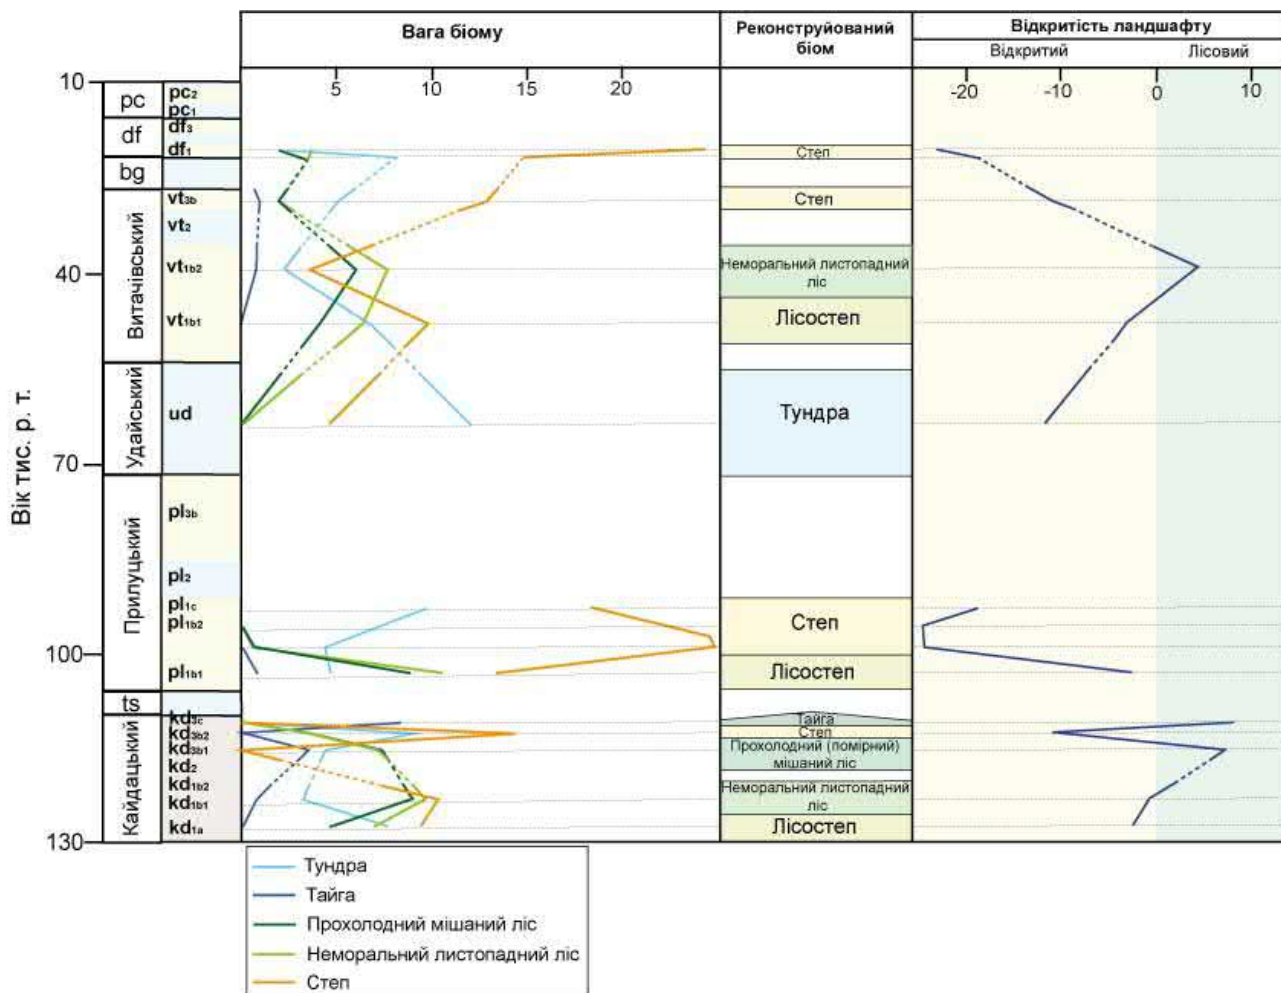 Вага біому
Реконструйований
біом
Відкритість ландшафту
Відкритий
Лісовий
10
5
10
15
20
-20
-10
0
10
pc
pc2
pc1
df
df3
df1
Степ
bg
Витачівський
vt3b
Степ
vt2
vt1b2
Неморальний листопадний
ліс
40
vt1b1
Лісостеп
Удайський
ud
Тундра
70
Вік тис. р. т.
Прилуцький
pl3b
pl2
pl1c
pl1b2
Степ
100
pl1b1
Лісостеп
ts
Кайдацький
kd3c
Тайга
kd3b2
Степ
kd3b1
Прохолодний (помірний)
мішаний ліс
kd2
kd1b2
Неморальний листопадний
ліс
kd1b1
kd1a
Лісостеп
130
Тундра
Тайга
Прохолодний мішаний ліс
Неморальний листопадний ліс
Степ